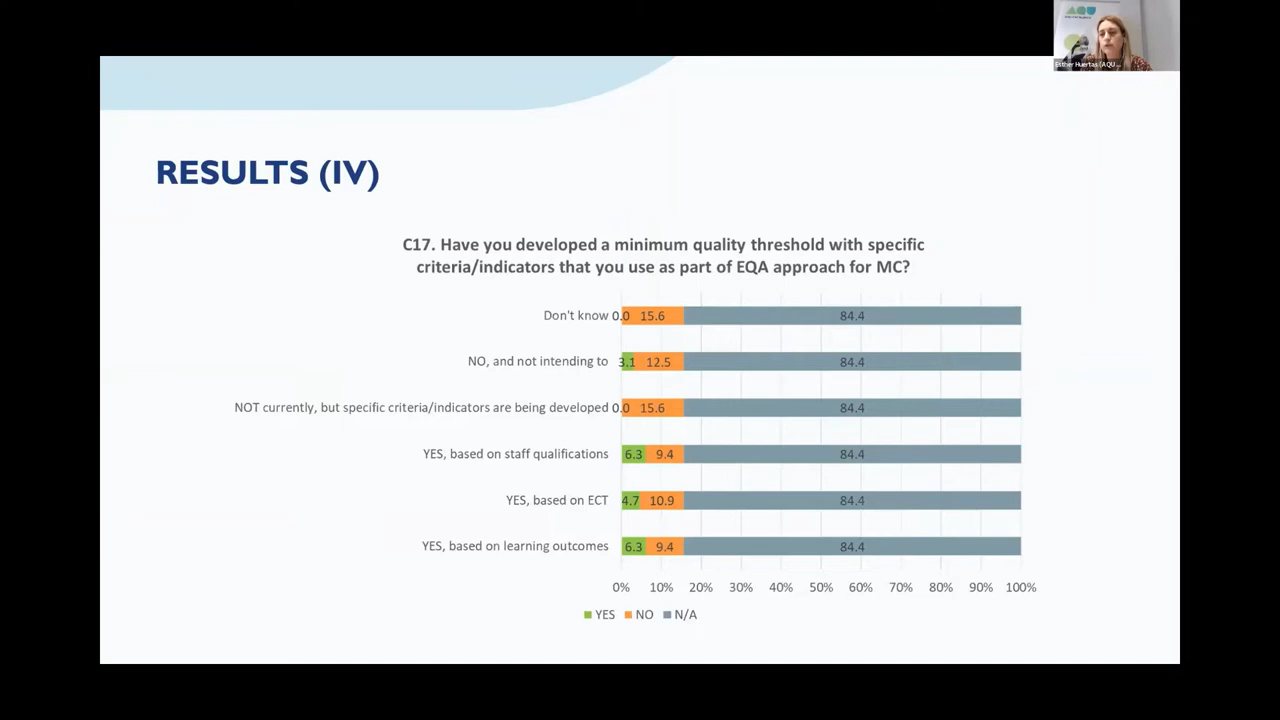 AQU
Esther Huertas (AQU...
RESULTS (IV)
C17. Have you developed a minimum quality threshold with specific
criteria/indicators that you use as part of EQA approach for MC?
Don't know 0.0 15.6 84.4
NO, and not intending to 3.1 12.5 84.4
NOT currently, but specific criteria/indicators are being developed 0.0 15.6 84.4
YES, based on staff qualifications 6.3 9.4 84.4
YES, based on ECT 4.7 10.9 84.4
YES, based on learning outcomes 6.3 9.4 84.4
0% 10% 20% 30% 40% 50% 60% 70% 80% 90% 100%
YES NO N/A